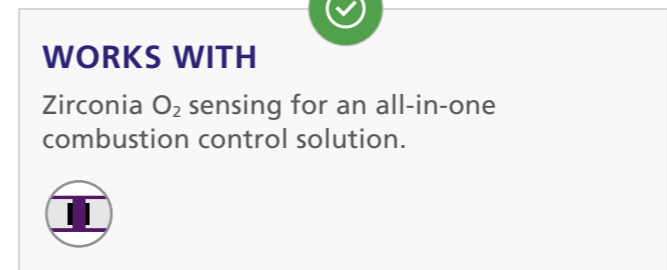 WORKS WITH
Zirconia O₂ sensing for an all-in-one
combustion control solution.